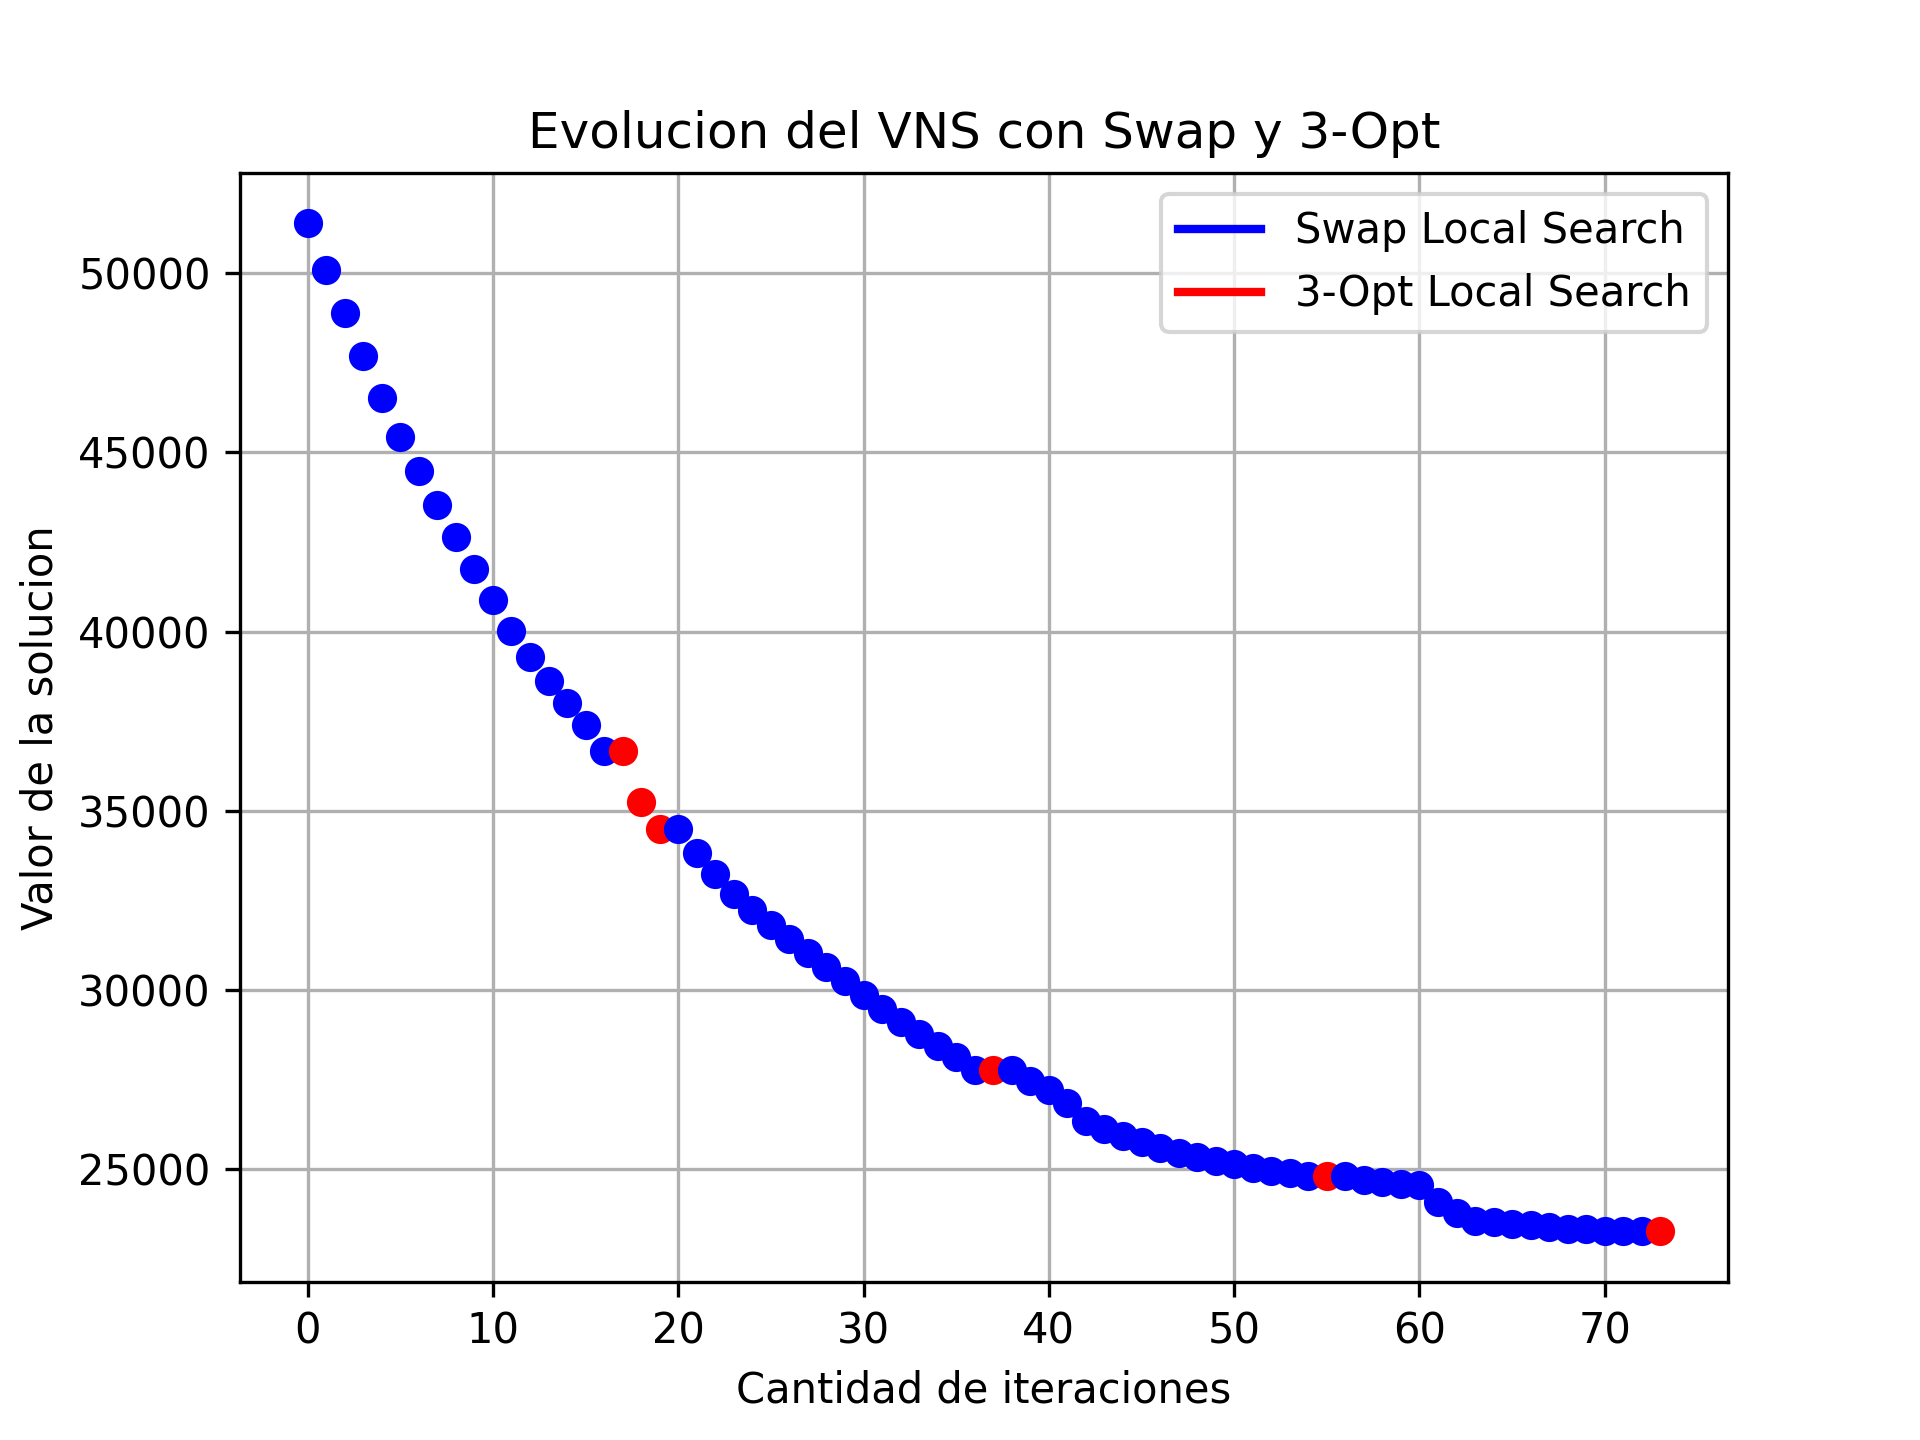 Evolucion del VNS con Swap y 3-Opt
Swap Local Search
3-Opt Local Search
Valor de la solucion
50000
45000
40000
35000
30000
25000
0 10 20 30 40 50 60 70
Cantidad de iteraciones